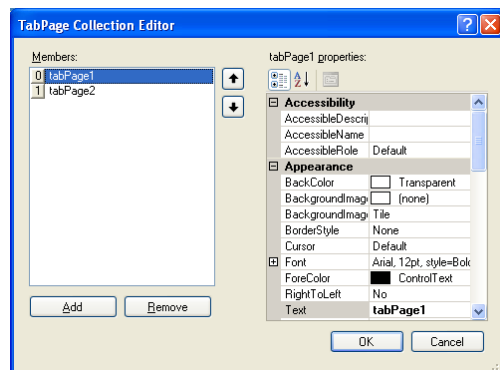 TabPage Collection Editor
Members:
0 tabPage1
1 tabPage2
Add
Remove
tabPage1 properties:
Accessibility
AccessibleDescrip
AccessibleName
AccessibleRole Default
Appearance
BackColor Transparent
BackgroundImag (none)
BackgroundImag Tile
BorderStyle None
Cursor Default
Font Arial, 12pt, style=Bold
ForeColor ControlText
RightToLeft No
Text tabPage1
OK
Cancel